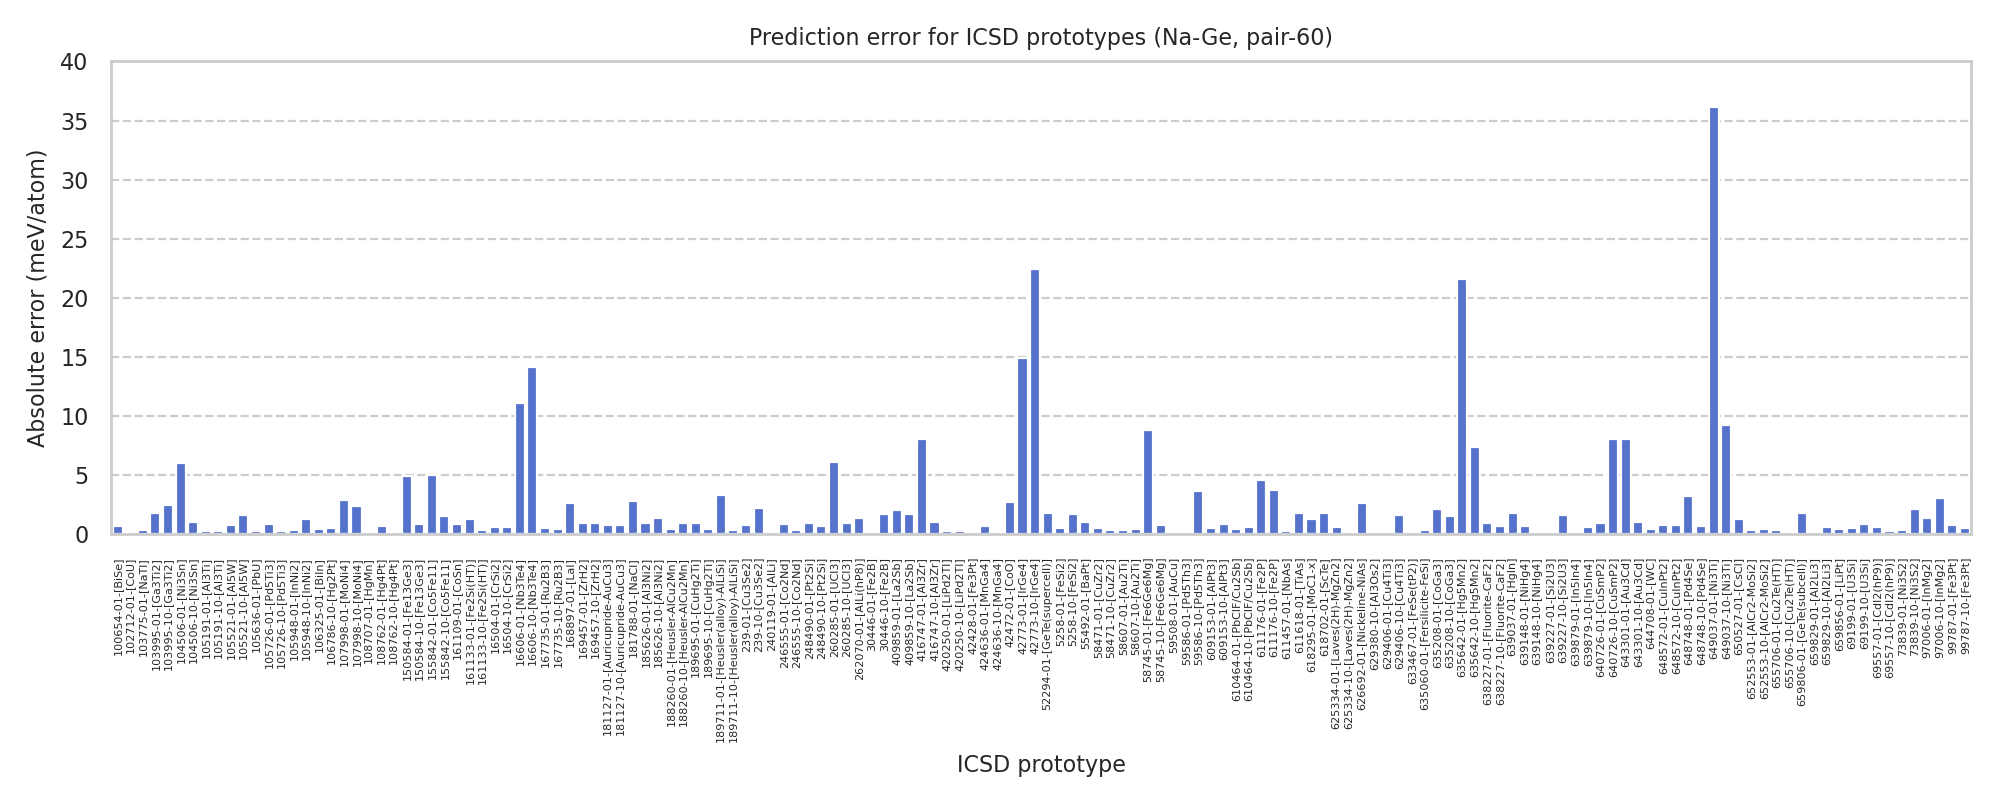 Prediction error for ICSD prototypes (Na-Ge, pair-60)
Absolute error (meV/atom)
40
35
30
25
20
15
10
5
0
100654-01-[BiSe]
102712-01-[CoU]
103775-01-[NaTl]
103995-01-[Ga3Ti2]
103995-10-[Ga3Ti2]
104506-01-[Ni3Sn]
104506-10-[Ni3Sn]
105191-01-[Al3Ti]
105191-10-[Al3Ti]
105521-01-[Al5W]
105521-10-[Al5W]
105636-01-[PbU]
105726-01-[Pd5Ti3]
105726-10-[Pd5Ti3]
105948-01-[InNi2]
105948-10-[InNi2]
106325-01-[BiIn]
106786-10-[Hg2Pt]
107998-01-[MoNi4]
107998-10-[MoNi4]
108707-01-[HgMn]
108762-01-[Hg4Pt]
108762-10-[Hg4Pt]
150584-01-[Fe13Ge3]
150584-10-[Fe13Ge3]
155842-01-[Co5Fe11]
155842-10-[Co5Fe11]
161109-01-[CoSn]
161133-01-[Fe2Si(HT)]
161133-10-[Fe2Si(HT)]
16504-01-[CrSi2]
16504-10-[CrSi2]
16606-01-[Nb3Te4]
16606-10-[Nb3Te4]
167735-01-[Ru2B3]
167735-10-[Ru2B3]
168897-01-[LaI]
169457-01-[ZrH2]
169457-10-[ZrH2]
181127-01-[Auricupride-AuCu3]
181127-10-[Auricupride-AuCu3]
181788-01-[NaCl]
185626-01-[Al3Ni2]
185626-10-[Al3Ni2]
188260-01-[Heusler-AlCu2Mn]
188260-10-[Heusler-AlCu2Mn]
189695-01-[CuHg2Ti]
189695-10-[CuHg2Ti]
189711-01-[Heusler(alloy)-AlLiSi]
189711-10-[Heusler(alloy)-AlLiSi]
239-01-[Cu3Se2]
239-10-[Cu3Se2]
240119-01-[AlLi]
246555-01-[Co2Nd]
246555-10-[Co2Nd]
248490-01-[Pt2Si]
248490-10-[Pt2Si]
260285-01-[UCl3]
260285-10-[UCl3]
262070-01-[AlLi(hP8)]
30446-01-[Fe2B]
30446-10-[Fe2B]
409859-01-[La2Sb]
409859-10-[La2Sb]
416747-01-[Al3Zr]
416747-10-[Al3Zr]
420250-01-[LiPd2Tl]
420250-10-[LiPd2Tl]
42428-01-[Fe3Pt]
424636-01-[MnGa4]
424636-10-[MnGa4]
42472-01-[CoO]
42773-01-[IrGe4]
42773-10-[IrGe4]
52294-01-[GeTe(supercell)]
5258-01-[FeSi2]
5258-10-[FeSi2]
55492-01-[BaPt]
58471-01-[CuZr2]
58471-10-[CuZr2]
58607-01-[Au2Ti]
58607-10-[Au2Ti]
58745-01-[Fe6Ge6Mg]
58745-10-[Fe6Ge6Mg]
59508-01-[AuCu]
59586-01-[Pd5Th3]
59586-10-[Pd5Th3]
609153-01-[AlPt3]
609153-10-[AlPt3]
610464-01-[PbClF/Cu2Sb]
610464-10-[PbClF/Cu2Sb]
611176-01-[Fe2P]
611176-10-[Fe2P]
611457-01-[NbAs]
611618-01-[TiAs]
618295-01-[MoC1-x]
618702-01-[ScTe]
625334-01-[Laves(2H)-MgZn2]
625334-10-[Laves(2H)-MgZn2]
626692-01-[Nickeline-NiAs]
629380-10-[Al3Os2]
629406-01-[Cu4Ti3]
629406-10-[Cu4Ti3]
633467-01-[FeSe(tP2)]
635060-01-[Fersilicite-FeSi]
635208-01-[CoGa3]
635208-10-[CoGa3]
635642-01-[Hg5Mn2]
635642-10-[Hg5Mn2]
638227-01-[Fluorite-CaF2]
638227-10-[Fluorite-CaF2]
639037-01-[HgIn]
639148-01-[NiHg4]
639148-10-[NiHg4]
639227-01-[Si2U3]
639227-10-[Si2U3]
639879-01-[In5In4]
639879-10-[In5In4]
640726-01-[CuSmP2]
640726-10-[CuSmP2]
643301-01-[Au3Cd]
643301-10-[Au3Cd]
644708-01-[WC]
648572-01-[CuInPt2]
648572-10-[CuInPt2]
648748-01-[Pd4Se]
648748-10-[Pd4Se]
649037-01-[Ni3Ti]
649037-10-[Ni3Ti]
650527-01-[CsCl]
652553-01-[AlCr2-MoSi2]
652553-10-[AlCr2-MoSi2]
655706-01-[Cu2Te(HT)]
655706-10-[Cu2Te(HT)]
659806-01-[GeTe(subcell)]
659829-01-[Al2Li3]
659829-10-[Al2Li3]
659856-01-[LiPt]
69199-01-[U3Si]
69199-10-[U3Si]
69557-01-[CdI2(hP9)]
69557-10-[CdI2(hP9)]
73839-01-[Ni3S2]
73839-10-[Ni3S2]
97006-01-[InMg2]
97006-10-[InMg2]
99787-01-[Fe3Pt]
99787-10-[Fe3Pt]
ICSD prototype